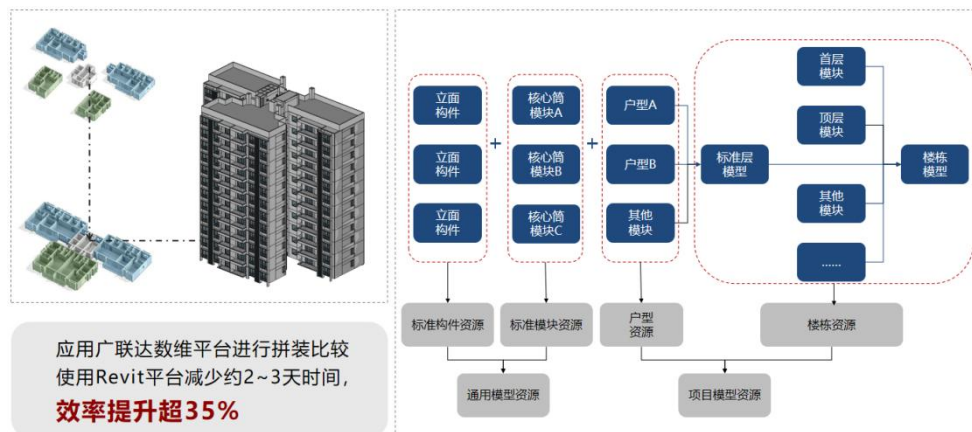 应用广联达数维平台进行拼装比较
使用Revit平台减少约2~3天时间，
效率提升超35%
立面
构件
立面
构件
立面
构件
+
核心筒
模块A
核心筒
模块B
核心筒
模块C
+
户型A
户型B
其他
模块
标准层
模型
首层
模块
顶层
模块
其他
模块
……
楼栋
模型
标准构件资源
标准模块资源
户型
资源
楼栋资源
通用模型资源
项目模型资源